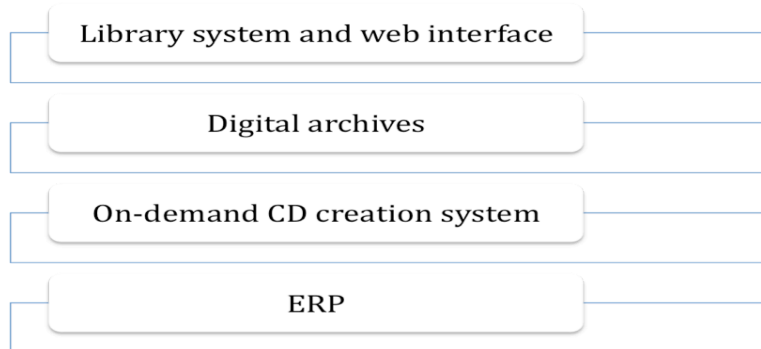 Library system and web interface
Digital archives
On-demand CD creation system
ERP